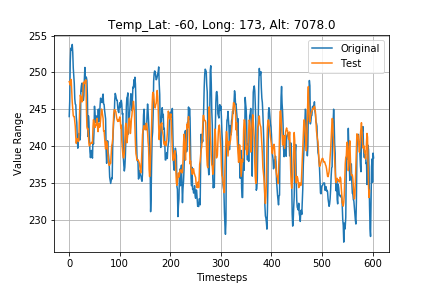 Temp_Lat: -60, Long: 173, Alt: 7078.0
Original
Test
Value Range
255
250
245
240
235
230
0 100 200 300 400 500 600
Timesteps